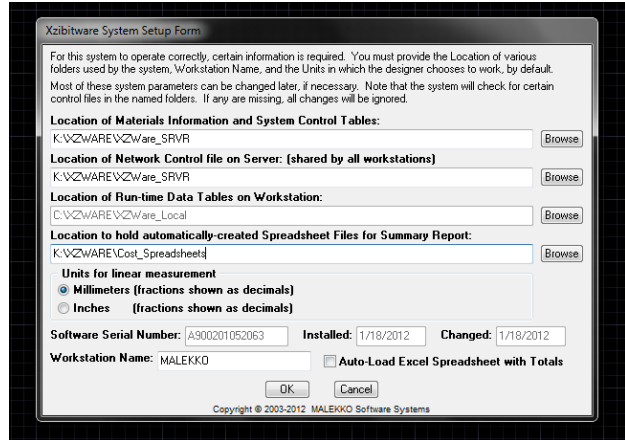 Xzibitware System Setup Form
For this system to operate correctly, certain information is required. You must provide the Location of various
folders used by the system, Workstation Name, and the Units in which the designer chooses to work, by default.
Most of these system parameters can be changed later, if necessary. Note that the system will check for certain
control files in the named folders. If any are missing, all changes will be ignored.
Location of Materials Information and System Control Tables:
K:\XZWARE\XZWare_SRVR Browse
Location of Network Control file on Server: (shared by all workstations)
K:\XZWARE\XZWare_SRVR Browse
Location of Run-time Data Tables on Workstation:
C:\XZWARE\XZWare_Local Browse
Location to hold automatically-created Spreadsheet Files for Summary Report:
K:\XZWARE\Cost_Spreadsheets Browse
Units for linear measurement
Millimeters (fractions shown as decimals)
Inches (fractions shown as decimals)
Software Serial Number: A900201052063 Installed: 1/18/2012 Changed: 1/18/2012
Workstation Name: MALEKKO Auto-Load Excel Spreadsheet with Totals
OK Cancel
Copyright © 2003-2012 MALEKKO Software Systems